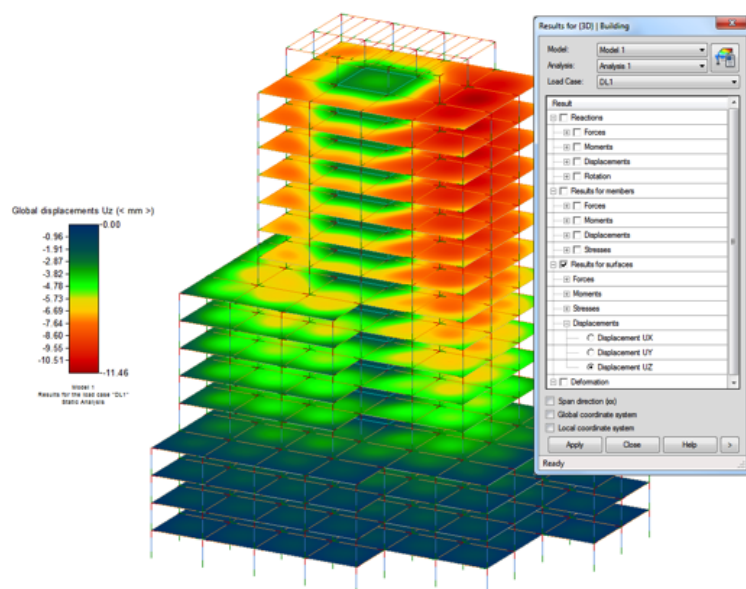 Results for (3D) | Building
Model:
Model 1
Analysis:
Analysis 1
Load Case:
DL1
Result
Reactions
Forces
Moments
Displacements
Rotation
Results for members
Forces
Moments
Displacements
Stresses
Results for surfaces
Forces
Moments
Stresses
Displacements
Displacement UX
Displacement UY
Displacement UZ
Deformation
Span direction (xx)
Global coordinate system
Local coordinate system
Apply Close Help >
Ready
Global displacements Uz (< mm >)
0.00
-0.96
-1.91
-2.87
-3.82
-4.78
-5.73
-6.69
-7.64
-8.60
-9.55
-10.51
-11.46
Model 1
Results for the load case "DL1"
Static Analysis